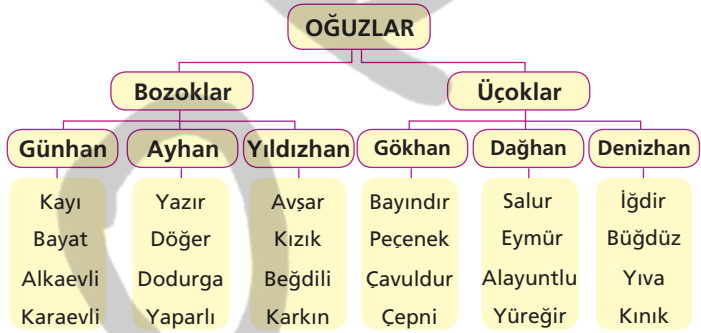 OĞUZLAR
Bozoklar Üçoklar
Günhan Ayhan Yıldızhan Gökhan Dağhan Denizhan
Kayı Yazır Avşar Bayındır Salur İğdir
Bayat Döğer Kızık Peçenek Eymür Büğdüz
Alkaevli Dodurga Beğdili Çavuldur Alayuntlu Yıva
Karaevli Yaparlı Karkın Çepni Yüreğir Kınık